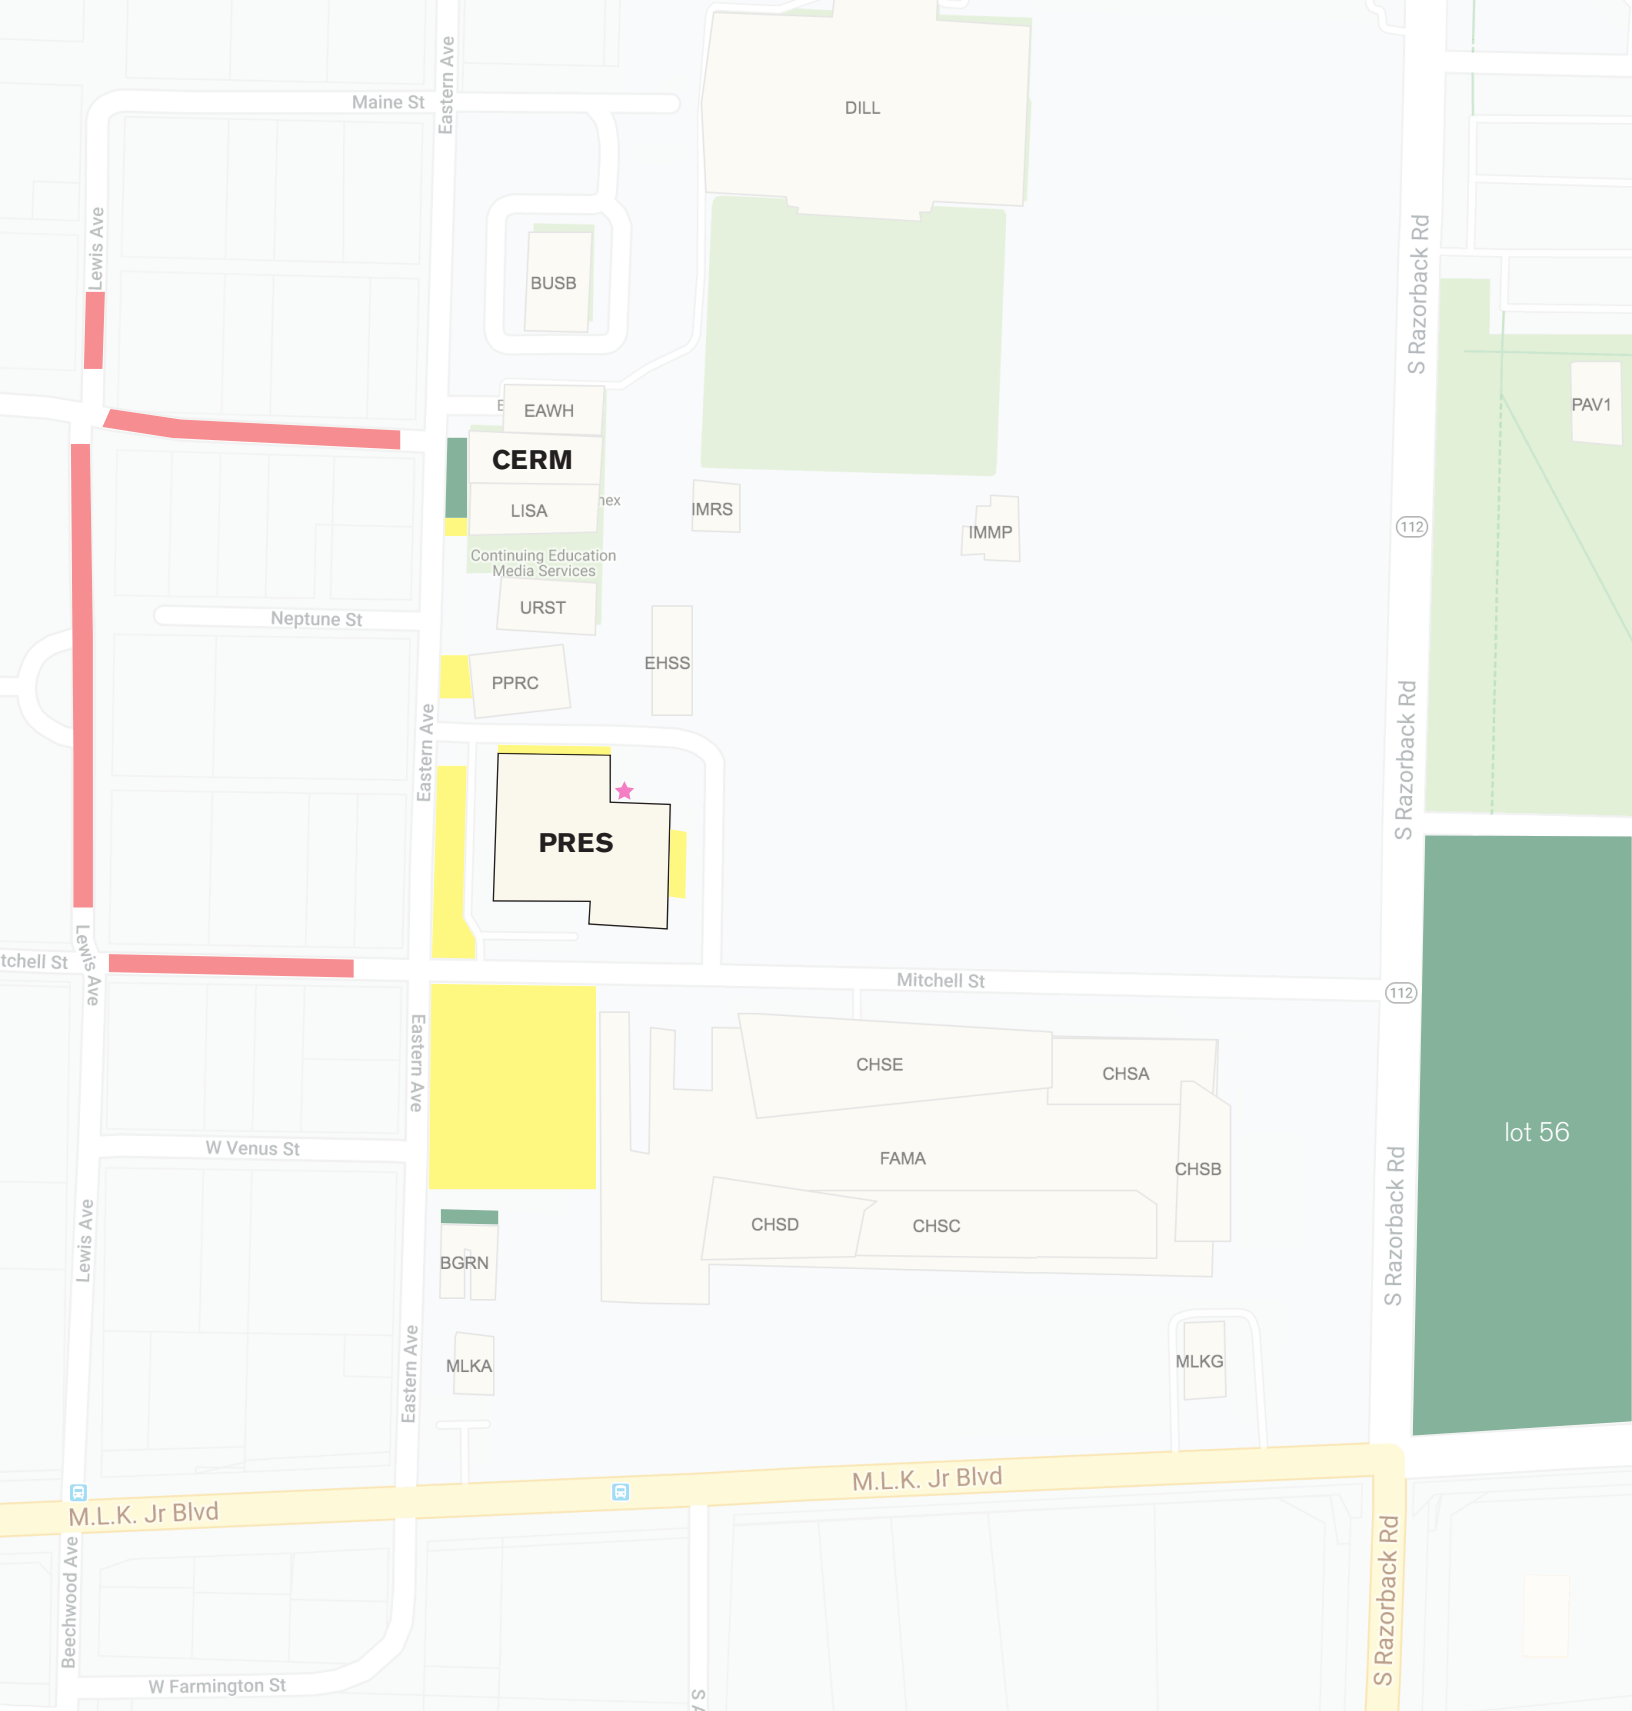 Eastern Ave
Maine St
DILL
Lewis Ave
S Razorback Rd
BUSB
PAV1
EAWH
CERM
LISA
IMRS
IMMP
112
Continuing Education
Media Services
URST
Neptune St
EHSS
PPRC
S Razorback Rd
Eastern Ave
PRES
Lewis Ave
Mitchell St
112
Eastern Ave
CHSE
CHSA
lot 56
W Venus St
FAMA
CHSB
S Razorback Rd
Lewis Ave
CHSD
CHSC
BGRN
MLKA
MLKG
Eastern Ave
M.L.K. Jr Blvd
M.L.K. Jr Blvd
Beechwood Ave
S Razorback Rd
W Farmington St